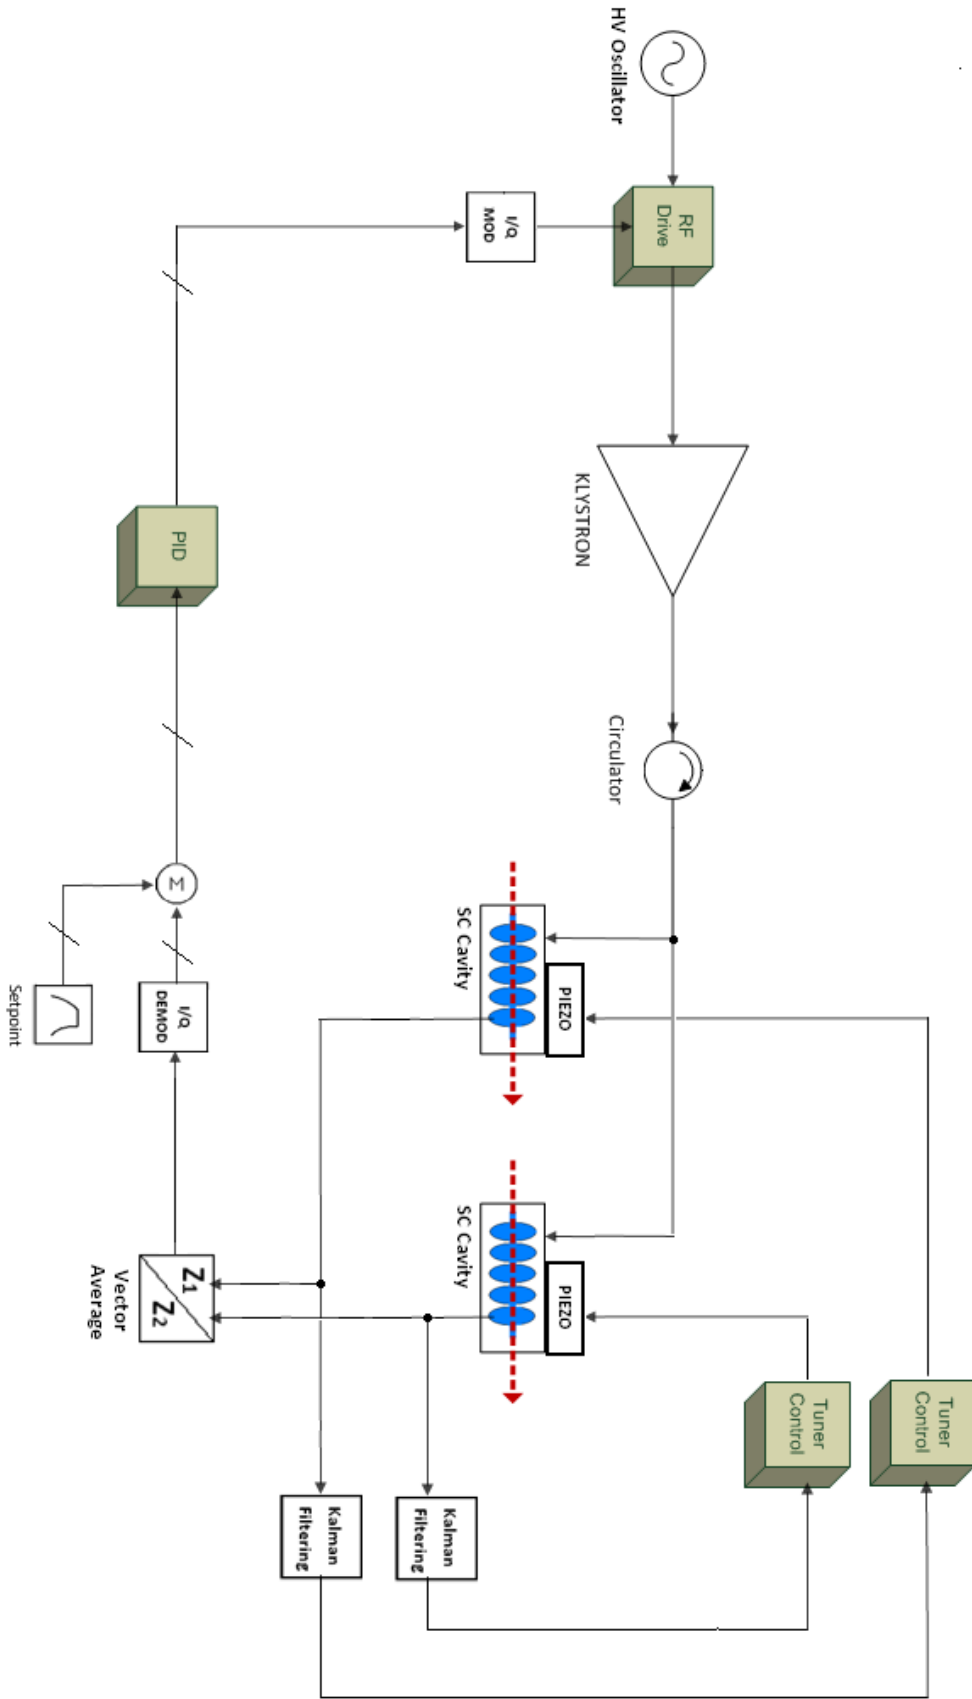 HV Oscillator
RF
Drive
KLYSTRON
Circulator
I/Q
MOD
PID
Σ
Setpoint
I/Q
DEMOD
Z1
Z2
Vector
Average
SC Cavity
PIEZO
SC Cavity
PIEZO
Tuner
Control
Tuner
Control
Kalman
Filtering
Kalman
Filtering